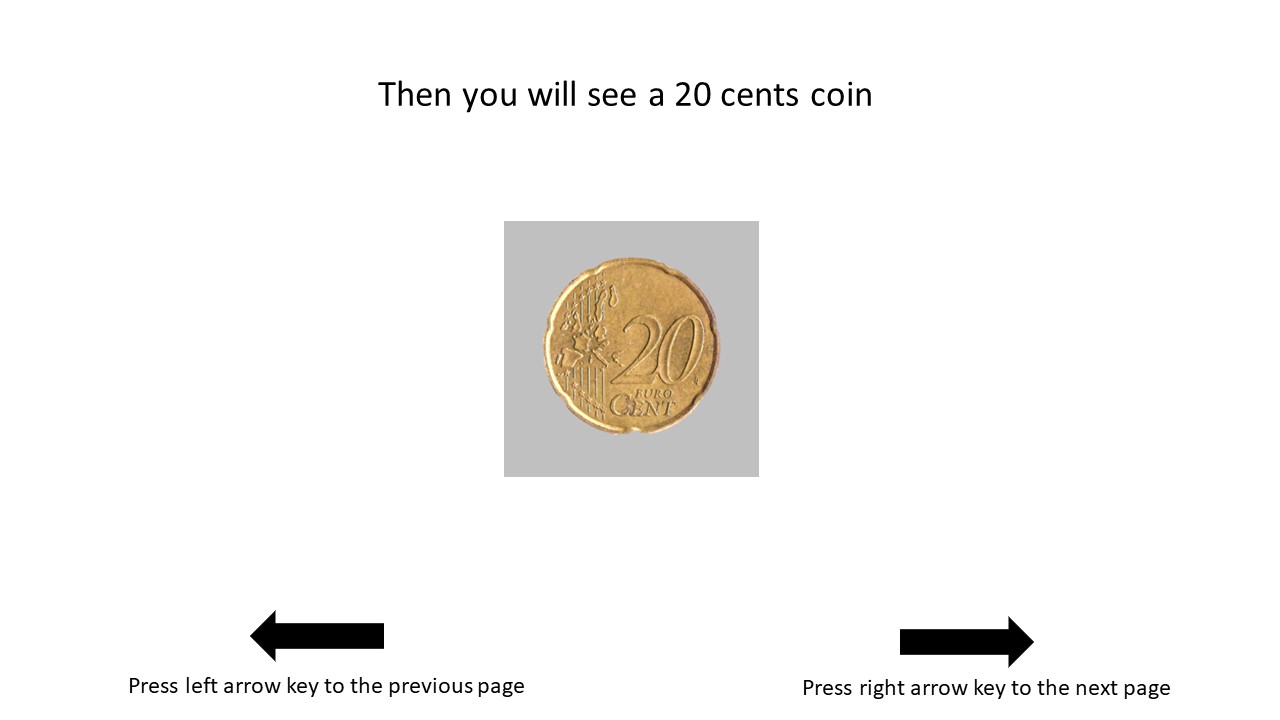 Then you will see a 20 cents coin
20
EURO
CENT
Press left arrow key to the previous page
Press right arrow key to the next page